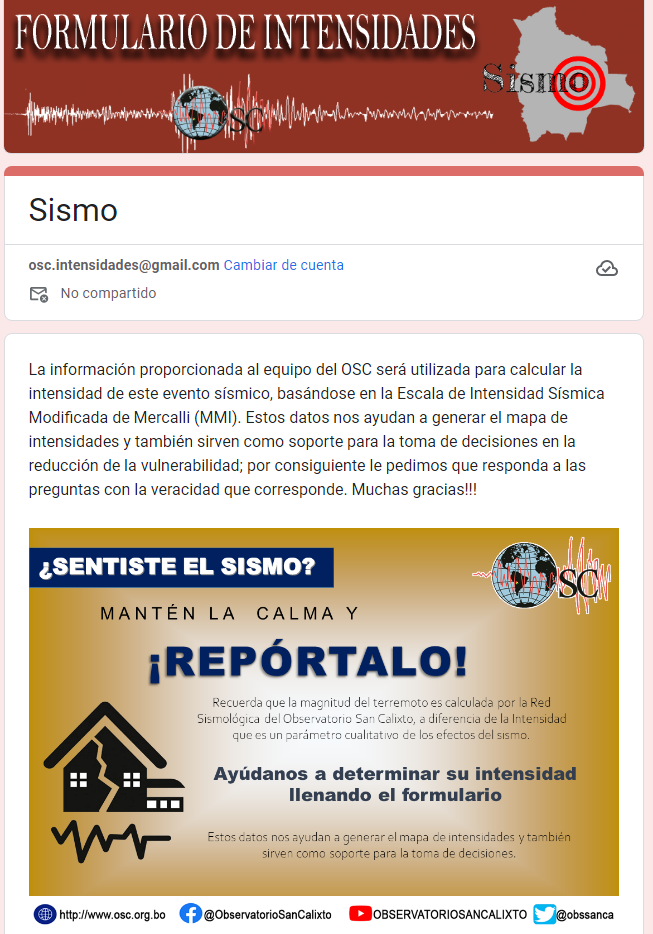 FORMULARIO DE INTENSIDADES
Sismo
OSC
Sismo
osc.intensidades@gmail.com Cambiar de cuenta
No compartido
La información proporcionada al equipo del OSC será utilizada para calcular la
intensidad de este evento sísmico, basándose en la Escala de Intensidad Sísmica
Modificada de Mercalli (MMI). Estos datos nos ayudan a generar el mapa de
intensidades y también sirven como soporte para la toma de decisiones en la
reducción de la vulnerabilidad; por consiguiente le pedimos que responda a las
preguntas con la veracidad que corresponde. Muchas gracias!!!
¿SENTISTE EL SISMO?
OSC
MANTÉN LA CALMA Y
¡REPÓRTALO!
Recuerda que la magnitud del terremoto es calculada por la Red
Sismológica del Observatorio San Calixto, a diferencia de la Intensidad
que es un parámetro cualitativo de los efectos del sismo.
Ayúdanos a determinar su intensidad
llenando el formulario
Estos datos nos ayudan a generar el mapa de intensidades y también
sirven como soporte para la toma de decisiones.
http://www.osc.org.bo @ObservatorioSanCalixto OBSERVATORIOSANCALIXTO @obssanca